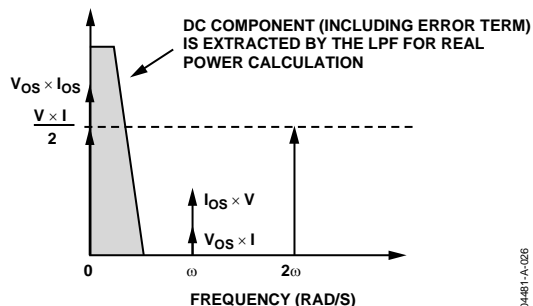 DC COMPONENT (INCLUDING ERROR TERM)
IS EXTRACTED BY THE LPF FOR REAL
POWER CALCULATION
VOS × IOS
V × I
2
IOS × V
VOS × I
0
ω
2ω
FREQUENCY (RAD/S)
04481-A-026